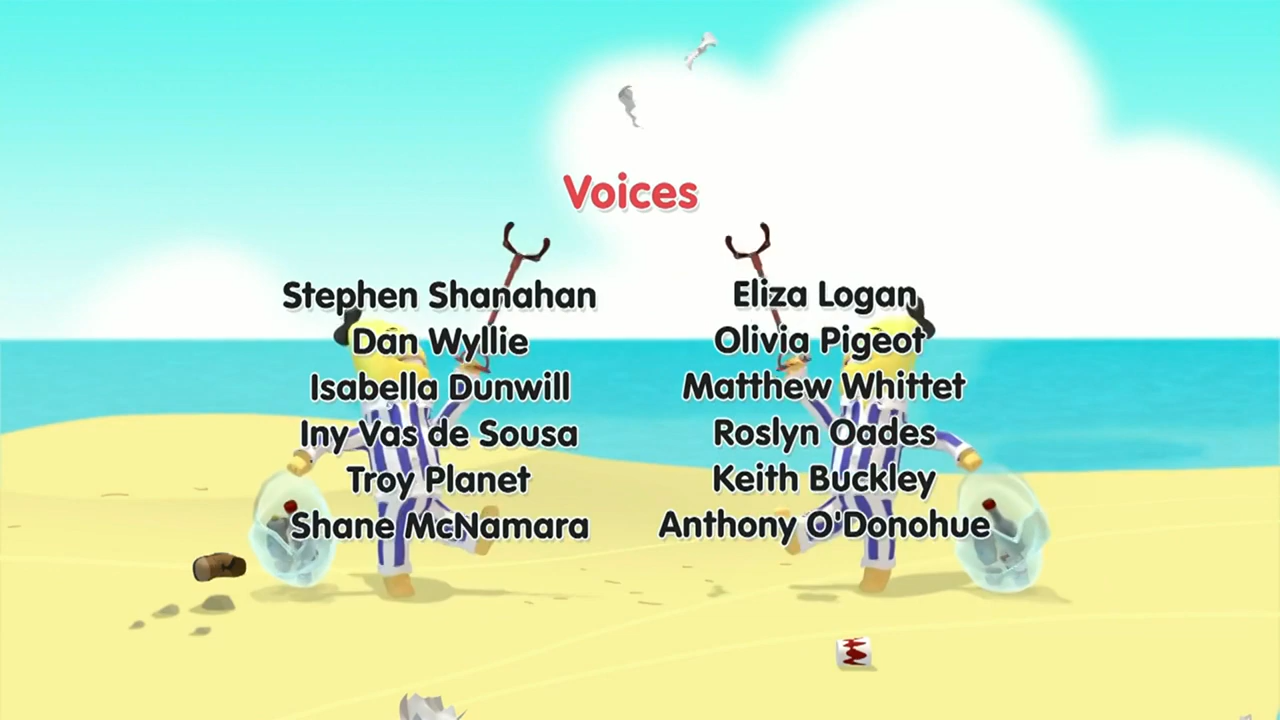 Voices
Stephen Shanahan
Dan Wyllie
Isabella Dunwill
Iny Vas de Sousa
Troy Planet
Shane McNamara
Eliza Logan
Olivia Pigeot
Matthew Whittet
Roslyn Oades
Keith Buckley
Anthony O'Donohue